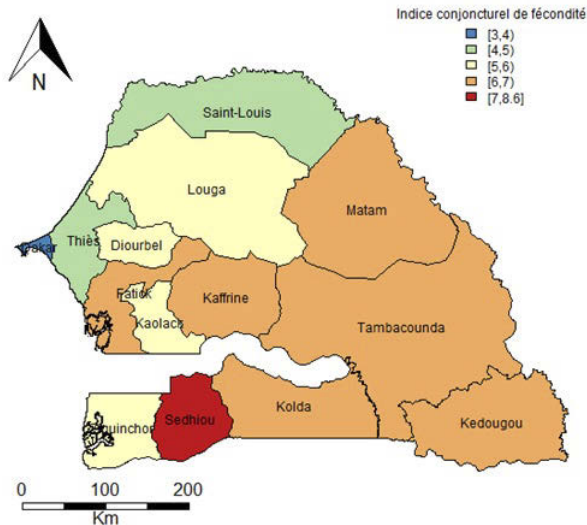 Indice conjoncturel de fécondité
[3,4)
[4,5)
[5,6)
[6,7)
[7,8.6]
N
Saint-Louis
Louga
Matam
Dakar
Thiès
Diourbel
Fatick
Kaffrine
Kaolack
Tambacounda
Sedhiou
Kolda
Kedougou
0 100 200
Km